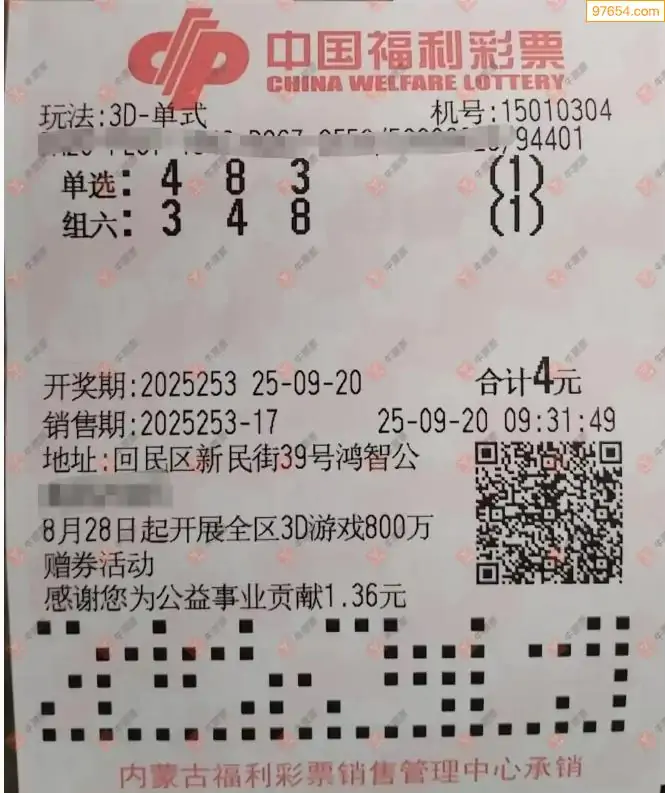 97654.com
中国福利彩票
CHINA WELFARE LOTTERY
玩法:3D-单式 机号:15010304
/94401
单选: 4 8 3 (1)
组六: 3 4 8 (1)
开奖期:2025253 25-09-20 合计4元
销售期:2025253-17 25-09-20 09:31:49
地址:回民区新民街39号鸿智公
8月28日起开展全区3D游戏800万
赠券活动
感谢您为公益事业贡献1.36元
内蒙古福利彩票销售管理中心承销